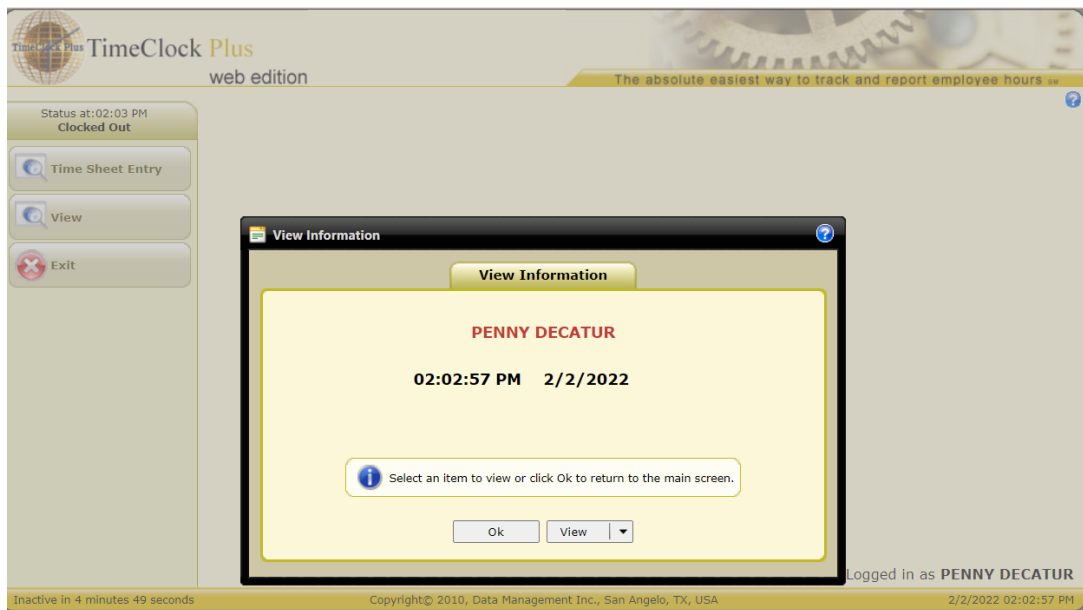 TimeClock Plus
TimeClock Plus
web edition
The absolute easiest way to track and report employee hours SM
Status at:02:03 PM
Clocked Out
Time Sheet Entry
View
Exit
View Information
View Information
PENNY DECATUR
02:02:57 PM 2/2/2022
Select an item to view or click Ok to return to the main screen.
Ok
View
Logged in as PENNY DECATUR
Inactive in 4 minutes 49 seconds
Copyright© 2010, Data Management Inc., San Angelo, TX, USA
2/2/2022 02:02:57 PM